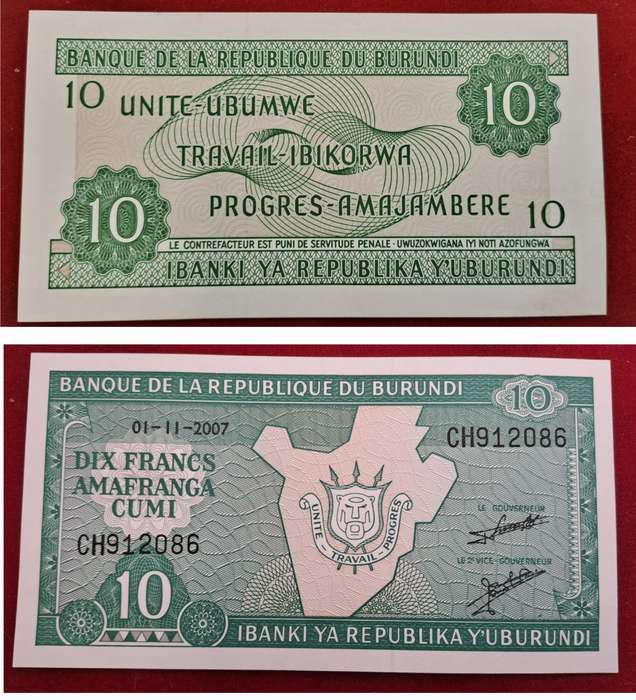 BANQUE DE LA REPUBLIQUE DU BURUNDI
10
UNITE-UBUMWE
10
TRAVAIL-IBIKORWA
10
PROGRES-AMAJAMBERE
10
LE CONTREFACTEUR EST PUNI DE SERVITUDE PENALE - UWUZOKWIGANA IYI NOTI AZOFUNGWA
IBANKI YA REPUBLIKA Y'UBURUNDI
BANQUE DE LA REPUBLIQUE DU BURUNDI
10
01-11-2007
CH912086
DIX FRANCS
AMAFRANGA
CUMI
CH912086
UNITE TRAVAIL PROGRES
LE GOUVERNEUR
LE 2e VICE-GOUVERNEUR
10
IBANKI YA REPUBLIKA Y'UBURUNDI